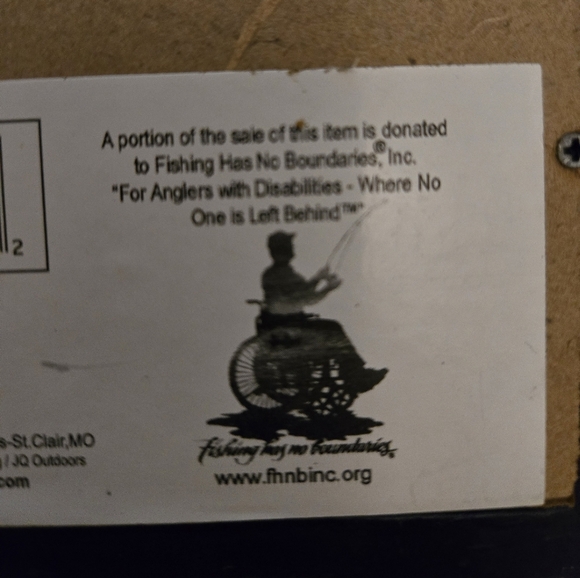 A portion of the sale of this item is donated
to Fishing Has No Boundaries,® Inc.
"For Anglers with Disabilities - Where No
One is Left Behind™"
2
s-St.Clair,MO
/ JQ Outdoors
com
fishing has no boundaries®
www.fhnbinc.org